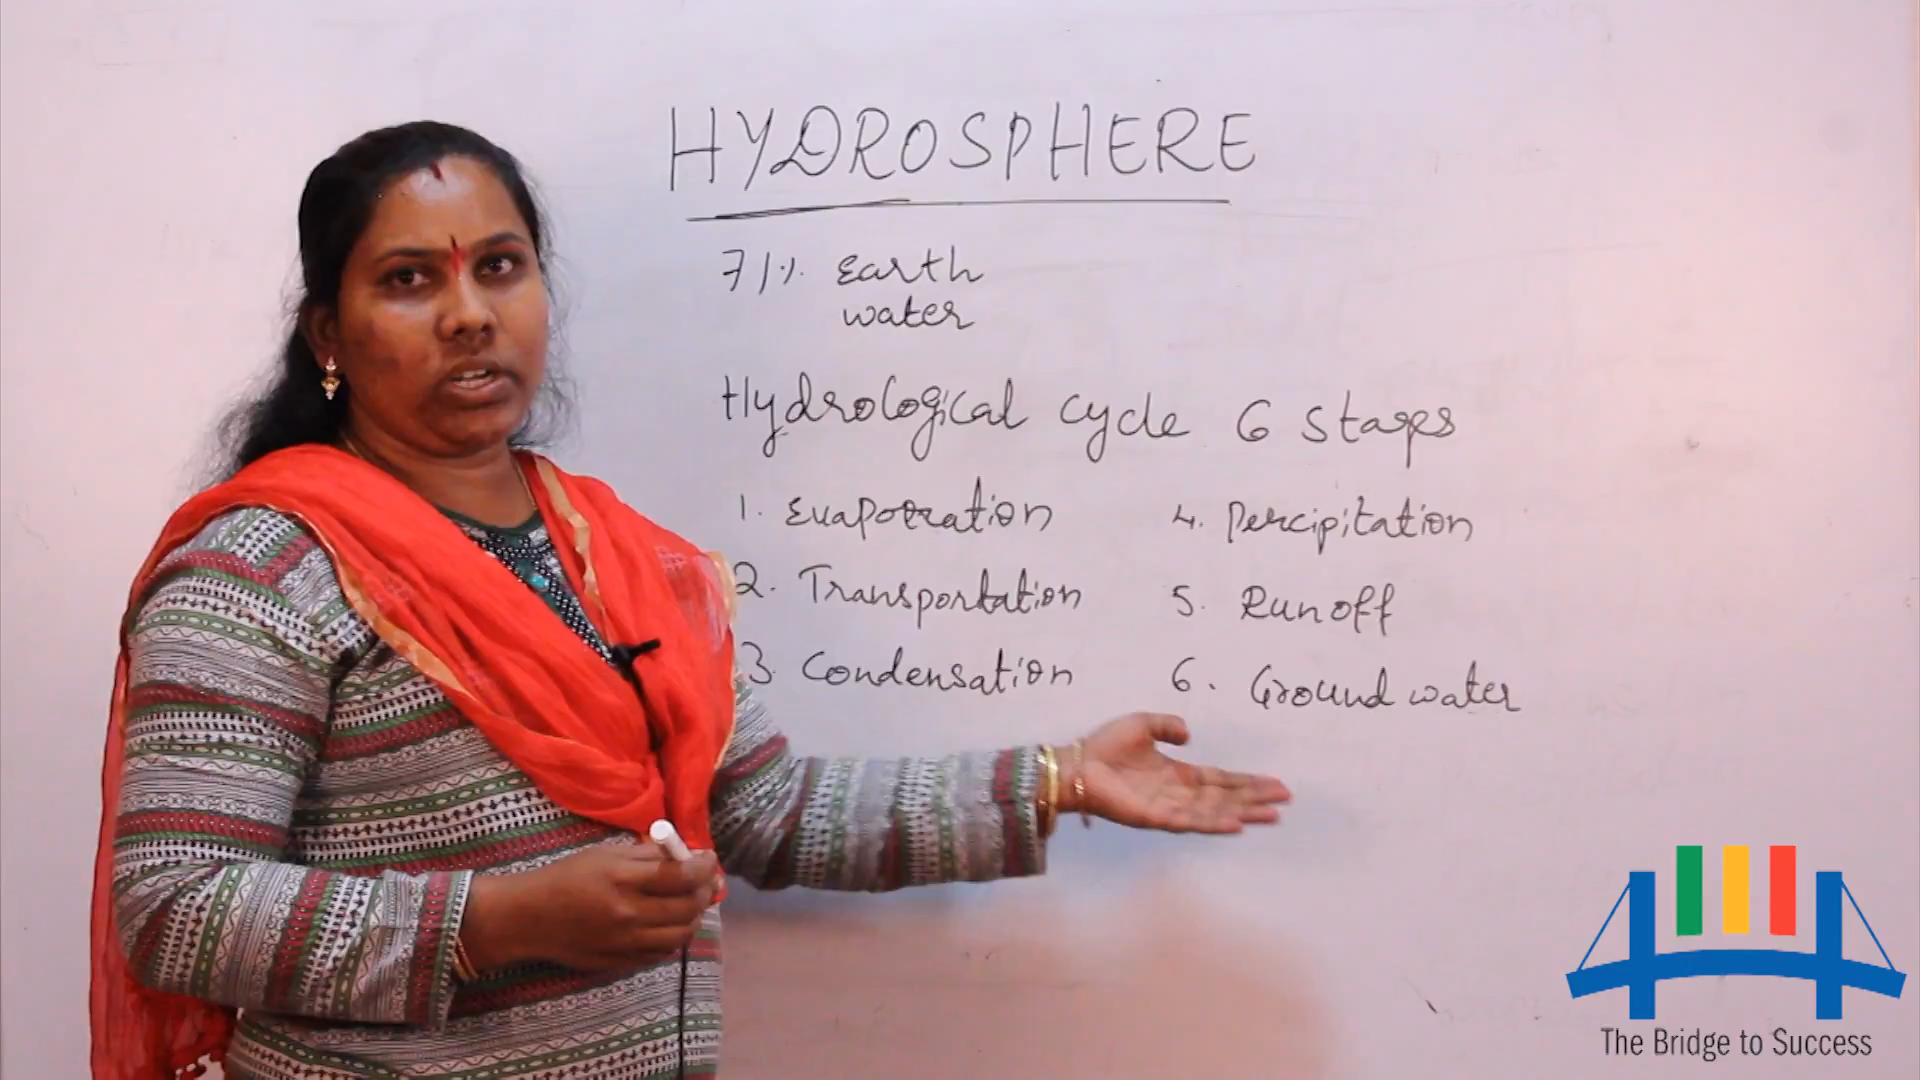 HYDROSPHERE
71%. Earth
water
Hydrological cycle 6 stages
1. Evaporation
2. Transportation
3. Condensation
4. Percipitation
5. Runoff
6. Ground water
The Bridge to Success